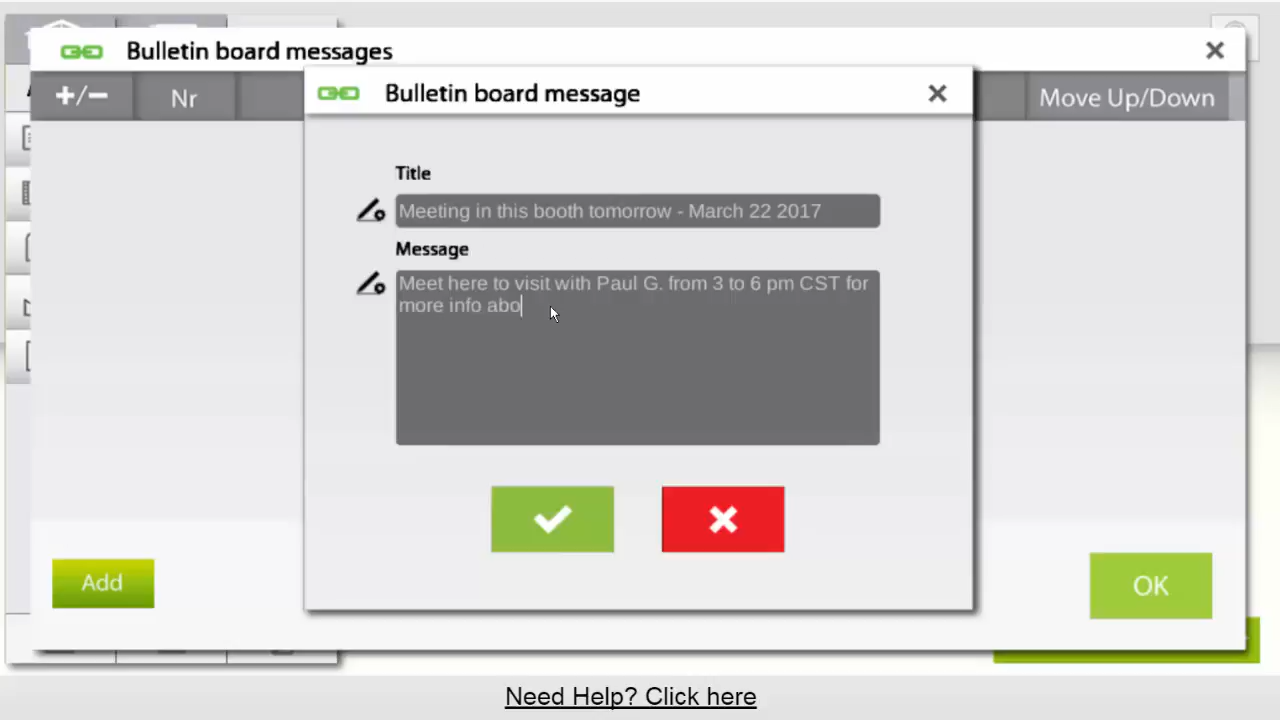 Bulletin board messages
Bulletin board message
+/-
Nr
Move Up/Down
Title
Meeting in this booth tomorrow - March 22 2017
Message
Meet here to visit with Paul G. from 3 to 6 pm CST for
more info abo
Add
OK
Need Help? Click here